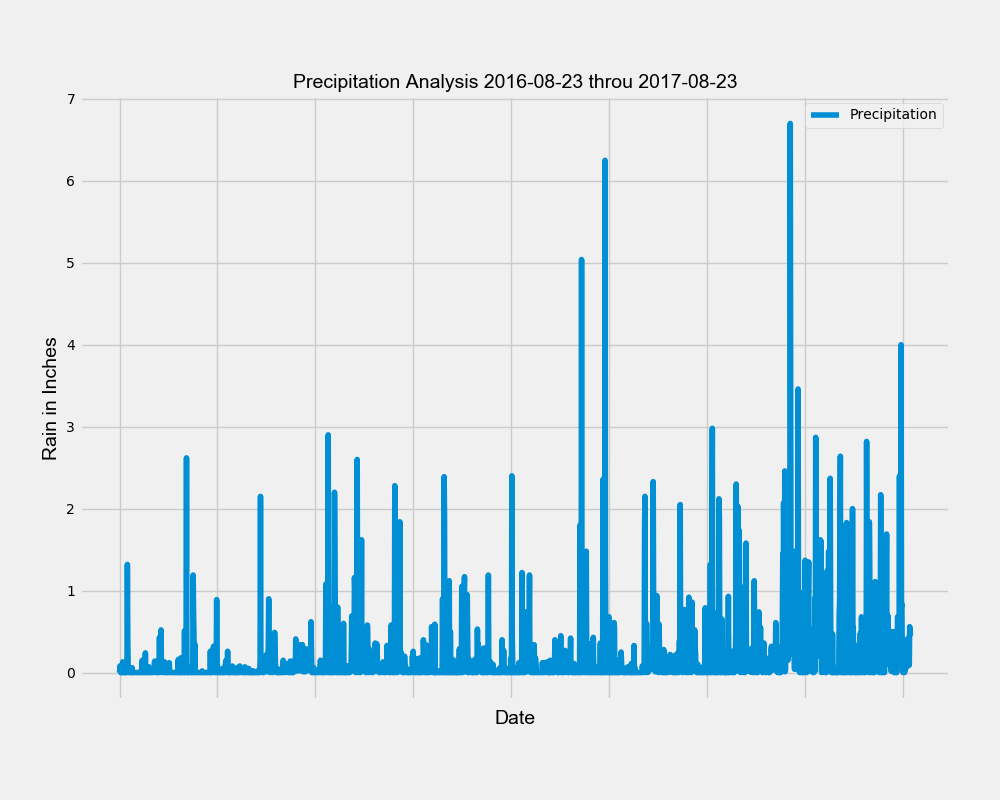 Precipitation Analysis 2016-08-23 throu 2017-08-23
Precipitation
7
6
5
4
3
2
1
0
Rain in Inches
Date